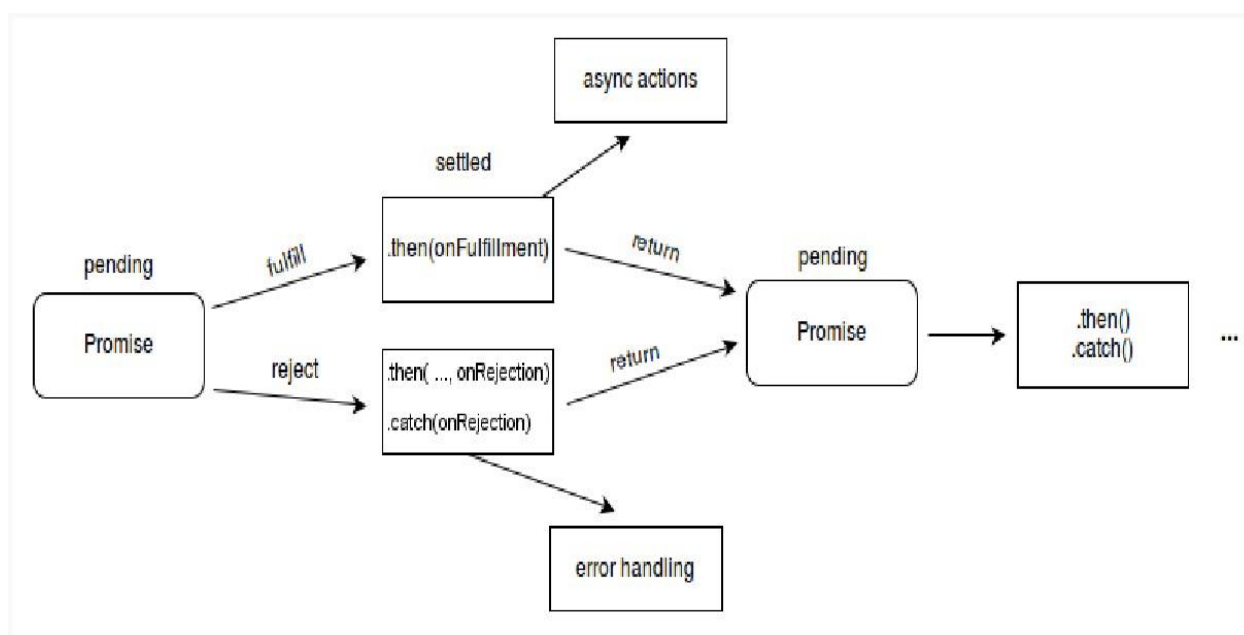 async actions
settled
.then(onFulfillment)
pending
fulfill
return
pending
Promise
Promise
.then()
.catch()
...
reject
.then( ..., onRejection)
.catch(onRejection)
return
error handling